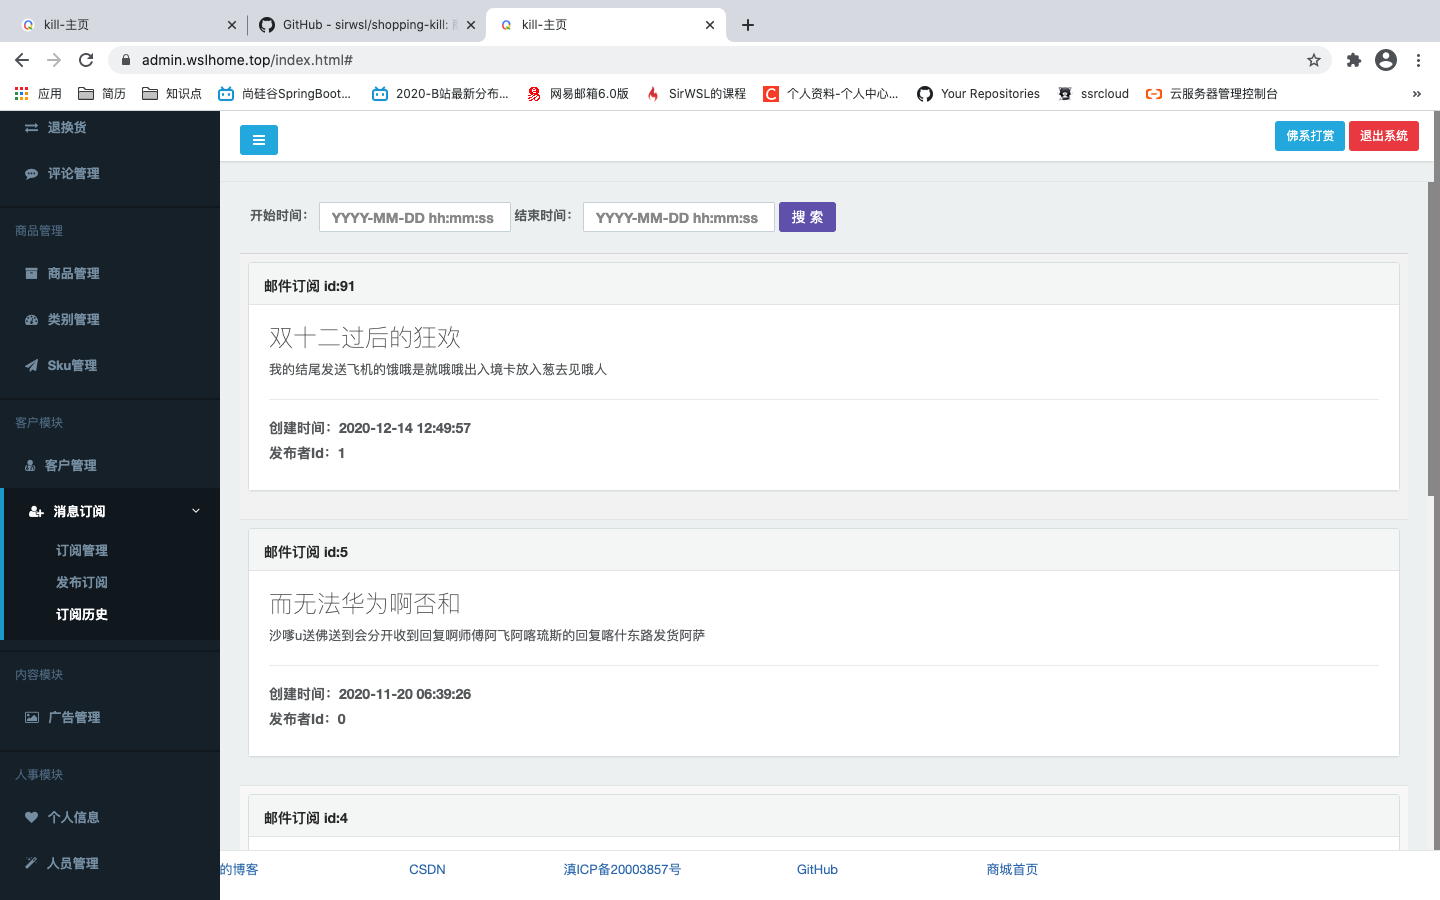 kill-主页
GitHub - sirwsl/shopping-kill:
kill-主页
admin.wslhome.top/index.html#
应用
简历
知识点
尚硅谷SpringBoot...
2020-B站最新分布...
网易邮箱6.0版
SirWSL的课程
个人资料-个人中心...
Your Repositories
ssrcloud
云服务器管理控制台
»
退换货
评论管理
商品管理
商品管理
类别管理
Sku管理
客户模块
客户管理
消息订阅
订阅管理
发布订阅
订阅历史
内容模块
广告管理
人事模块
个人信息
人员管理
佛系打赏
退出系统
开始时间： YYYY-MM-DD hh:mm:ss 结束时间： YYYY-MM-DD hh:mm:ss 搜 索
邮件订阅 id:91
双十二过后的狂欢
我的结尾发送飞机的饿哦是就哦哦出入境卡放入葱去见哦人
创建时间：2020-12-14 12:49:57
发布者Id：1
邮件订阅 id:5
而无法华为啊否和
沙嗲u送佛送到会分开收到回复啊师傅阿飞阿喀琉斯的回复喀什东路发货阿萨
创建时间：2020-11-20 06:39:26
发布者Id：0
邮件订阅 id:4
的博客
CSDN
滇ICP备20003857号
GitHub
商城首页